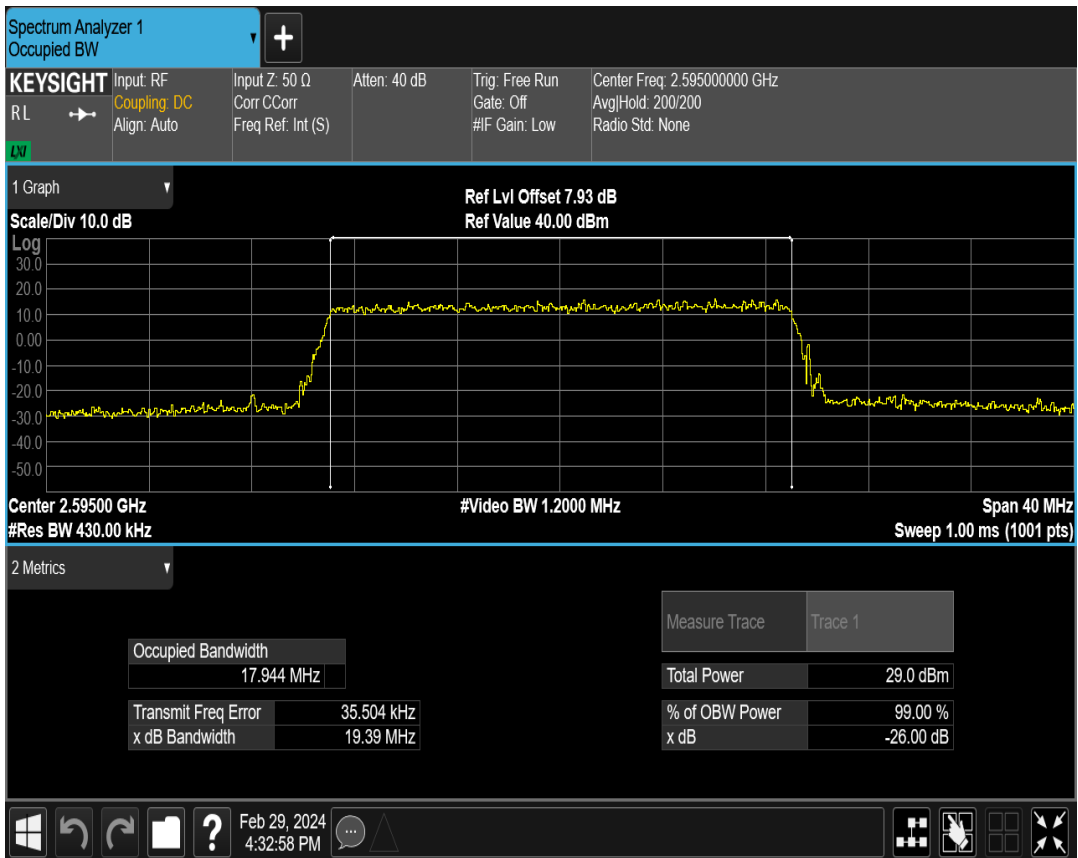 Spectrum Analyzer 1
Occupied BW
+
KEYSIGHT
RL
LXI
Input: RF
Coupling: DC
Align: Auto
Input Z: 50 Ω
Corr CCorr
Freq Ref: Int (S)
Atten: 40 dB
Trig: Free Run
Gate: Off
#IF Gain: Low
Center Freq: 2.595000000 GHz
Avg|Hold: 200/200
Radio Std: None
1 Graph
Ref Lvl Offset 7.93 dB
Scale/Div 10.0 dB
Ref Value 40.00 dBm
Log
30.0
20.0
10.0
0.00
-10.0
-20.0
-30.0
-40.0
-50.0
Center 2.59500 GHz
#Video BW 1.2000 MHz
Span 40 MHz
#Res BW 430.00 kHz
Sweep 1.00 ms (1001 pts)
2 Metrics
Measure Trace Trace 1
Occupied Bandwidth
17.944 MHz
Total Power 29.0 dBm
Transmit Freq Error 35.504 kHz
% of OBW Power 99.00 %
x dB Bandwidth 19.39 MHz
x dB -26.00 dB
?
Feb 29, 2024
4:32:58 PM